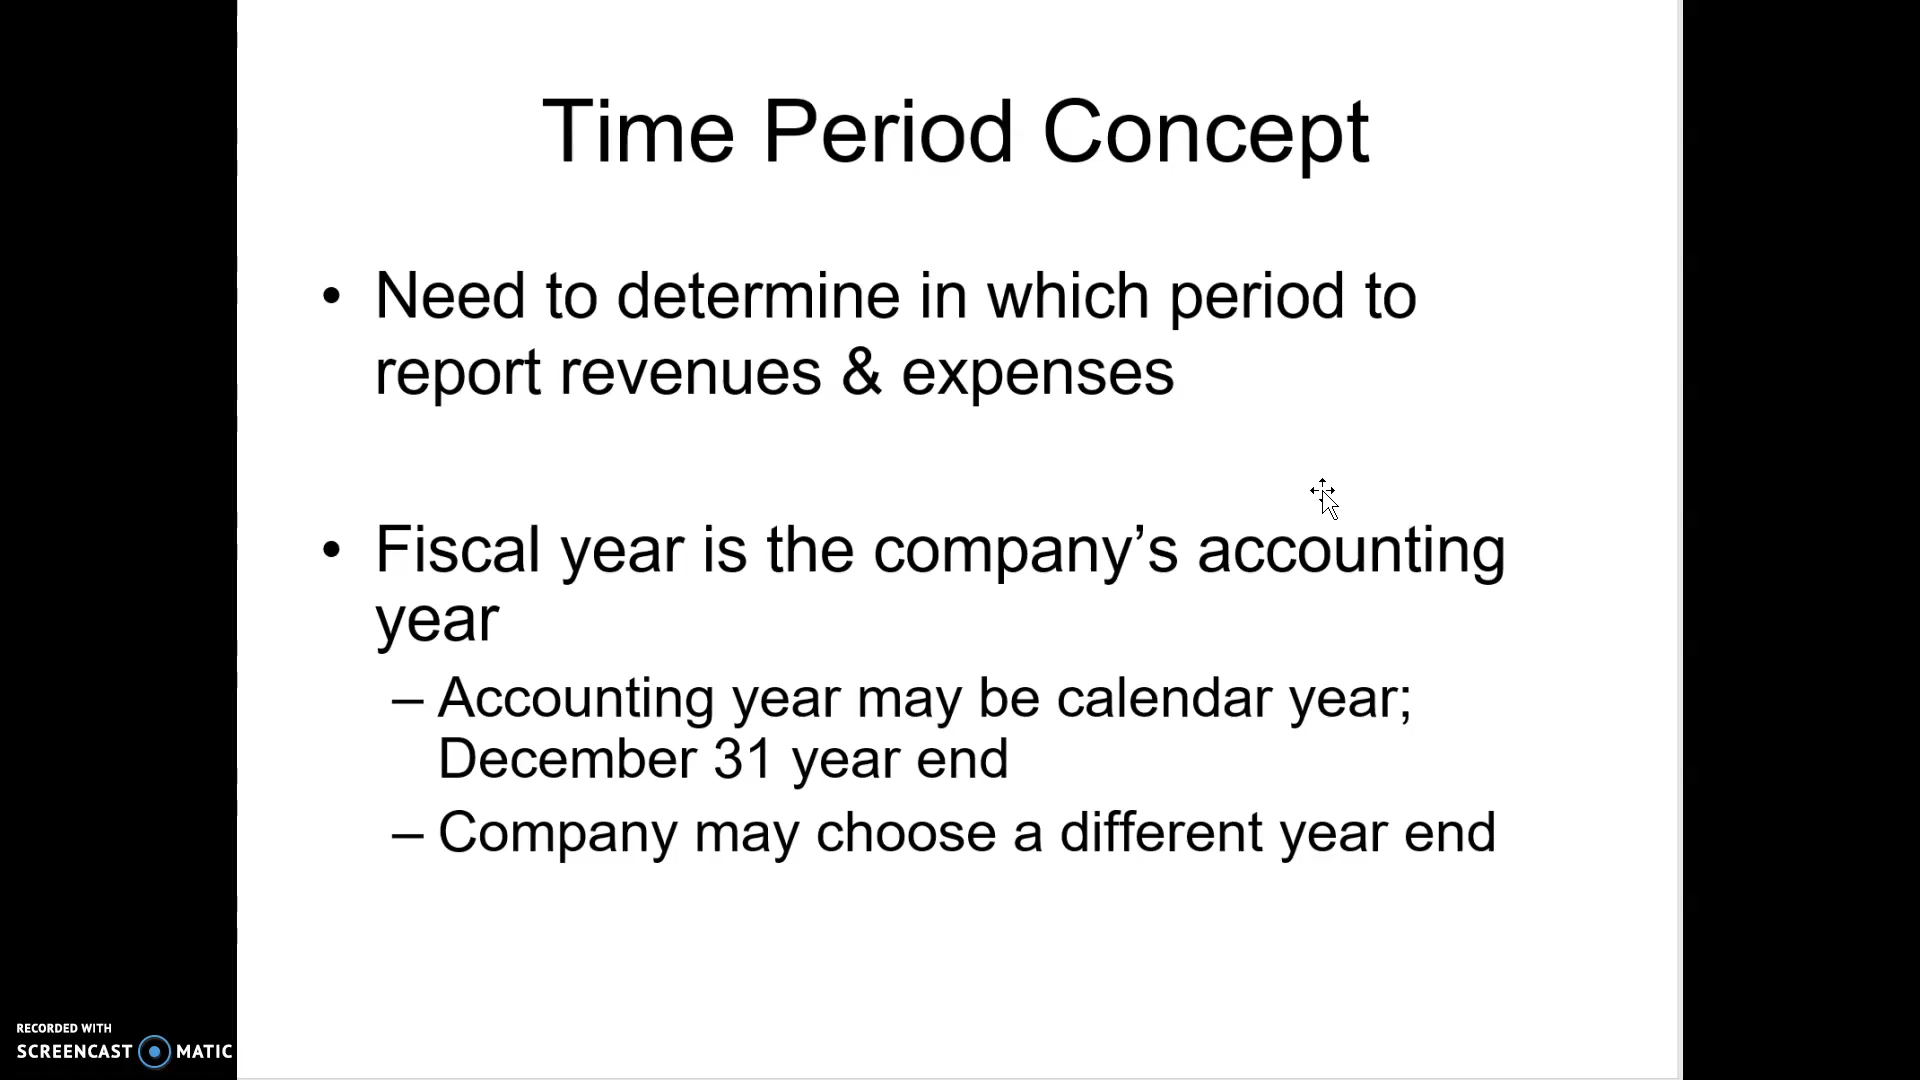 Time Period Concept
• Need to determine in which period to
report revenues & expenses
• Fiscal year is the company’s accounting
year
– Accounting year may be calendar year;
December 31 year end
– Company may choose a different year end
RECORDED WITH
SCREENCAST MATIC